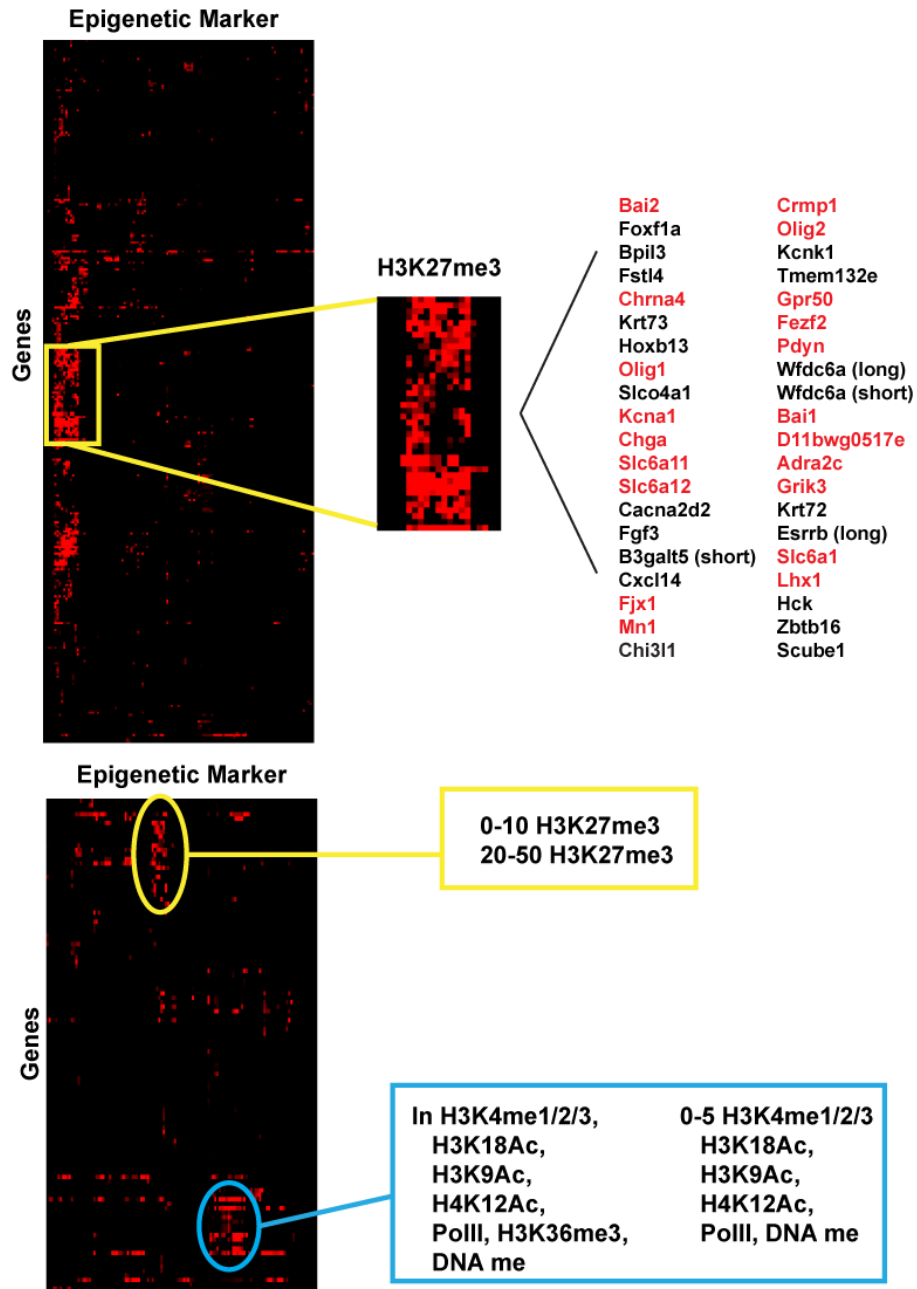 Epigenetic Marker
Genes
H3K27me3
Bai2
Foxf1a
Bpil3
Fstl4
Chrna4
Krt73
Hoxb13
Olig1
Slco4a1
Kcna1
Chga
Slc6a11
Slc6a12
Cacna2d2
Fgf3
B3galt5 (short)
Cxcl14
Fjx1
Mn1
Chi3l1
Crmp1
Olig2
Kcnk1
Tmem132e
Gpr50
Fezf2
Pdyn
Wfdc6a (long)
Wfdc6a (short)
Bai1
D11bwg0517e
Adra2c
Grik3
Krt72
Esrrb (long)
Slc6a1
Lhx1
Hck
Zbtb16
Scube1
Epigenetic Marker
Genes
0-10 H3K27me3
20-50 H3K27me3
In H3K4me1/2/3,
H3K18Ac,
H3K9Ac,
H4K12Ac,
PolII, H3K36me3,
DNA me
0-5 H3K4me1/2/3
H3K18Ac,
H3K9Ac,
H4K12Ac,
PolII, DNA me